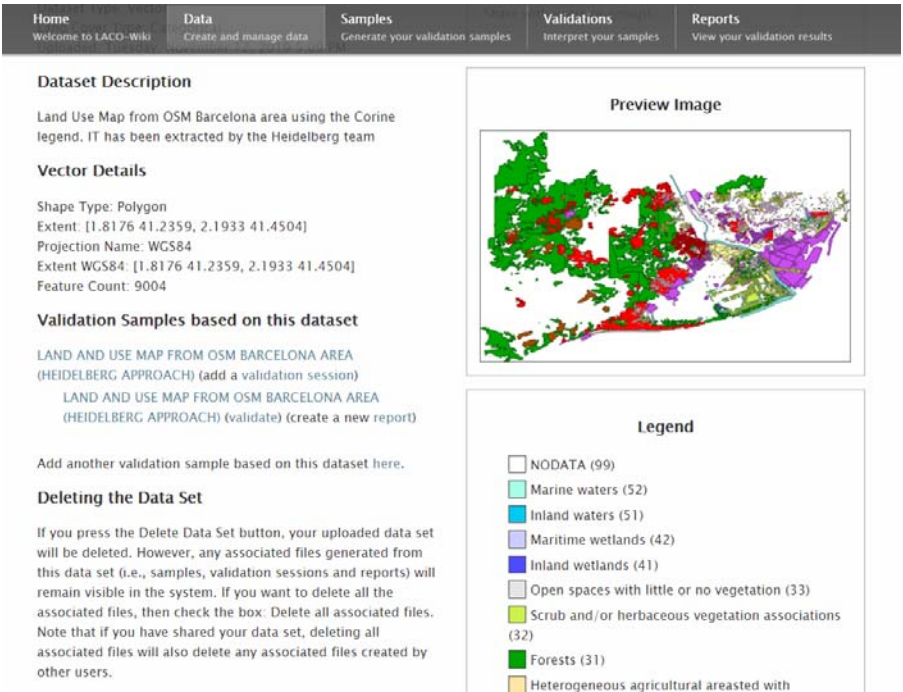 Home
Welcome to LACO-Wiki
Data
Create and manage data
Samples
Generate your validation samples
Validations
Interpret your samples
Reports
View your validation results
Dataset Description
Land Use Map from OSM Barcelona area using the Corine
legend. IT has been extracted by the Heidelberg team
Vector Details
Shape Type: Polygon
Extent: [1.8176 41.2359, 2.1933 41.4504]
Projection Name: WGS84
Extent WGS84: [1.8176 41.2359, 2.1933 41.4504]
Feature Count: 9004
Validation Samples based on this dataset
LAND AND USE MAP FROM OSM BARCELONA AREA
(HEIDELBERG APPROACH) (add a validation session)
LAND AND USE MAP FROM OSM BARCELONA AREA
(HEIDELBERG APPROACH) (validate) (create a new report)
Add another validation sample based on this dataset here.
Deleting the Data Set
If you press the Delete Data Set button, your uploaded data set
will be deleted. However, any associated files generated from
this data set (i.e., samples, validation sessions and reports) will
remain visible in the system. If you want to delete all the
associated files, then check the box: Delete all associated files.
Note that if you have shared your data set, deleting all
associated files will also delete any associated files created by
other users.
Preview Image
Legend
NODATA (99)
Marine waters (52)
Inland waters (51)
Maritime wetlands (42)
Inland wetlands (41)
Open spaces with little or no vegetation (33)
Scrub and/or herbaceous vegetation associations
(32)
Forests (31)
Heterogeneous agricultural areasted with